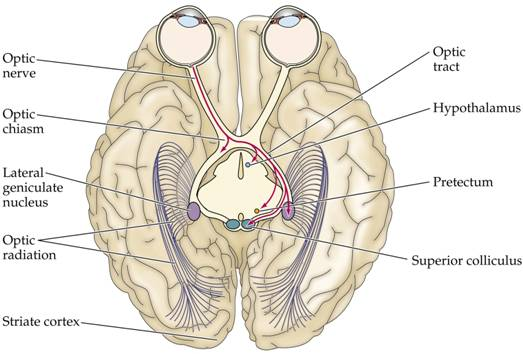 Optic
nerve
Optic
chiasm
Lateral
geniculate
nucleus
Optic
radiation
Striate cortex
Optic
tract
Hypothalamus
Pretectum
Superior colliculus